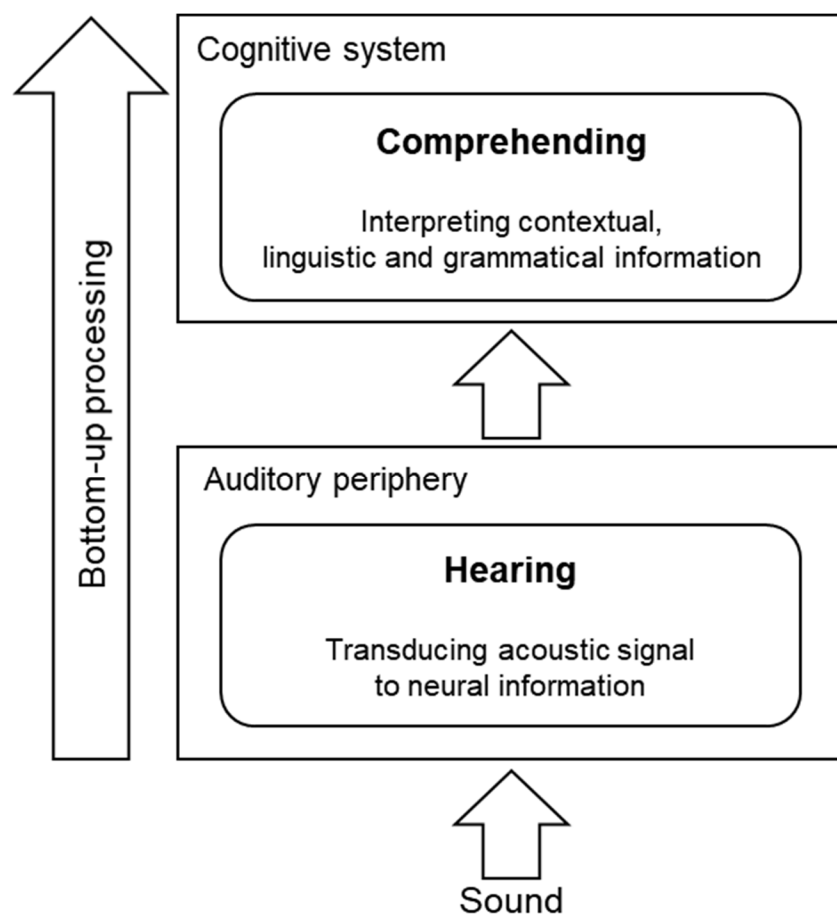 Cognitive system
Comprehending
Interpreting contextual,
linguistic and grammatical information
Bottom-up processing
Auditory periphery
Hearing
Transducing acoustic signal
to neural information
Sound